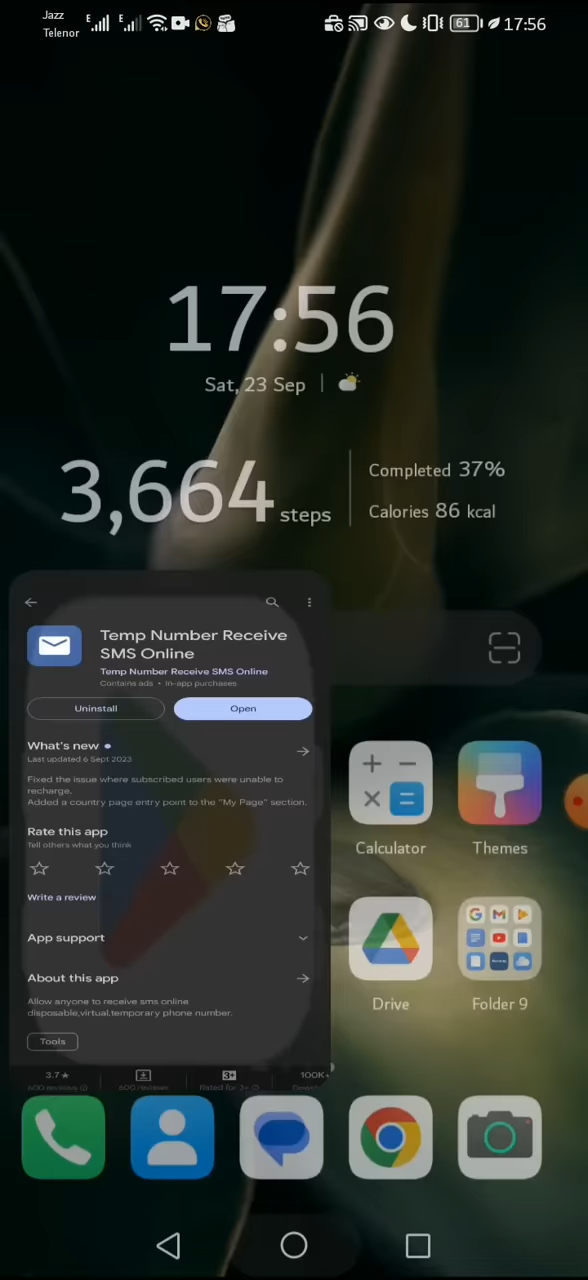 Jazz
Telenor
E
E
61
17:56
17:56
Sat, 23 Sep
3,664 steps
Completed 37%
Calories 86 kcal
Temp Number Receive
SMS Online
Temp Number Receive SMS Online
Contains ads • In-app purchases
Uninstall
Open
What's new
Last updated 6 Sept 2023
Fixed the issue where subscribed users were unable to
recharge.
Added a country page entry point to the "My Page" section.
Rate this app
Tell others what you think
Write a review
App support
About this app
Allow anyone to receive sms online
disposable,virtual,temporary phone number.
Tools
3.7★
3+
100K+
600 reviews
600 reviews
Rated for 3+
Calculator
Themes
Drive
Folder 9